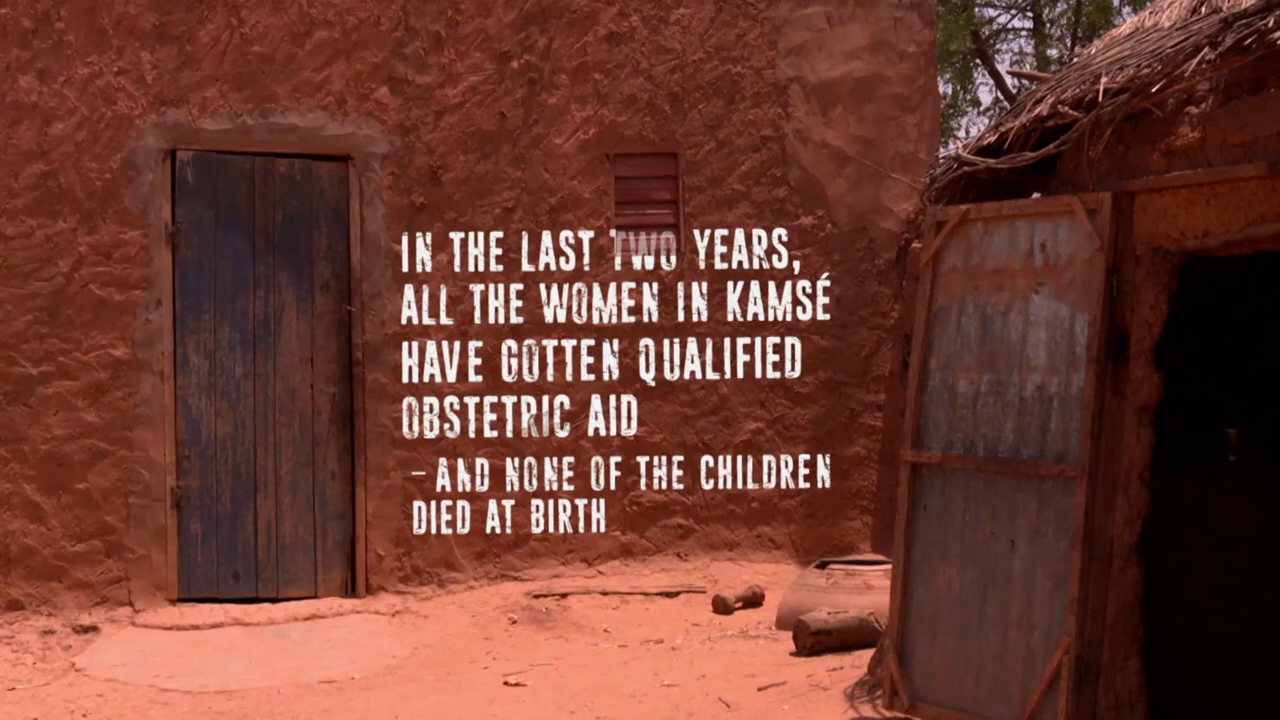 IN THE LAST TWO YEARS,
ALL THE WOMEN IN KAMSÉ
HAVE GOTTEN QUALIFIED
OBSTETRIC AID
– AND NONE OF THE CHILDREN
DIED AT BIRTH